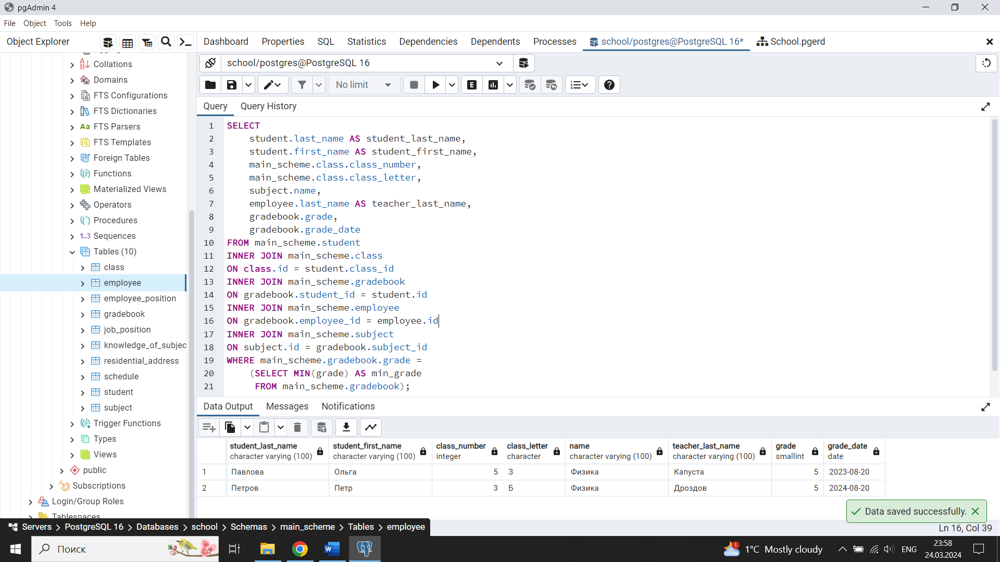 pgAdmin 4
File Object Tools Help
Object Explorer
Dashboard Properties SQL Statistics Dependencies Dependents Processes school/postgres@PostgreSQL 16* School.pgerd
Collations
Domains
FTS Configurations
FTS Dictionaries
Aa FTS Parsers
FTS Templates
Foreign Tables
Functions
Materialized Views
Operators
Procedures
1..3 Sequences
Tables (10)
class
employee
employee_position
gradebook
job_position
knowledge_of_subjec
residential_address
schedule
student
subject
Trigger Functions
Types
Views
public
Subscriptions
Login/Group Roles
Tablespaces
school/postgres@PostgreSQL 16
No limit
E
Query Query History
1 SELECT
2 student.last_name AS student_last_name,
3 student.first_name AS student_first_name,
4 main_scheme.class.class_number,
5 main_scheme.class.class_letter,
6 subject.name,
7 employee.last_name AS teacher_last_name,
8 gradebook.grade,
9 gradebook.grade_date
10 FROM main_scheme.student
11 INNER JOIN main_scheme.class
12 ON class.id = student.class_id
13 INNER JOIN main_scheme.gradebook
14 ON gradebook.student_id = student.id
15 INNER JOIN main_scheme.employee
16 ON gradebook.employee_id = employee.id
17 INNER JOIN main_scheme.subject
18 ON subject.id = gradebook.subject_id
19 WHERE main_scheme.gradebook.grade =
20 (SELECT MIN(grade) AS min_grade
21 FROM main_scheme.gradebook);
Data Output Messages Notifications
student_last_name student_first_name class_number class_letter name teacher_last_name grade grade_date
character varying (100) character varying (100) integer character character varying (100) character varying (100) smallint date
1 Павлова Ольга 5 З Физика Капуста 5 2023-08-20
2 Петров Петр 3 Б Физика Дроздов 5 2024-08-20
Data saved successfully.
Servers > PostgreSQL 16 > Databases > school > Schemas > main_scheme > Tables > employee
Ln 16, Col 39
Поиск
1 1°C Mostly cloudy ENG
23:58
24.03.2024